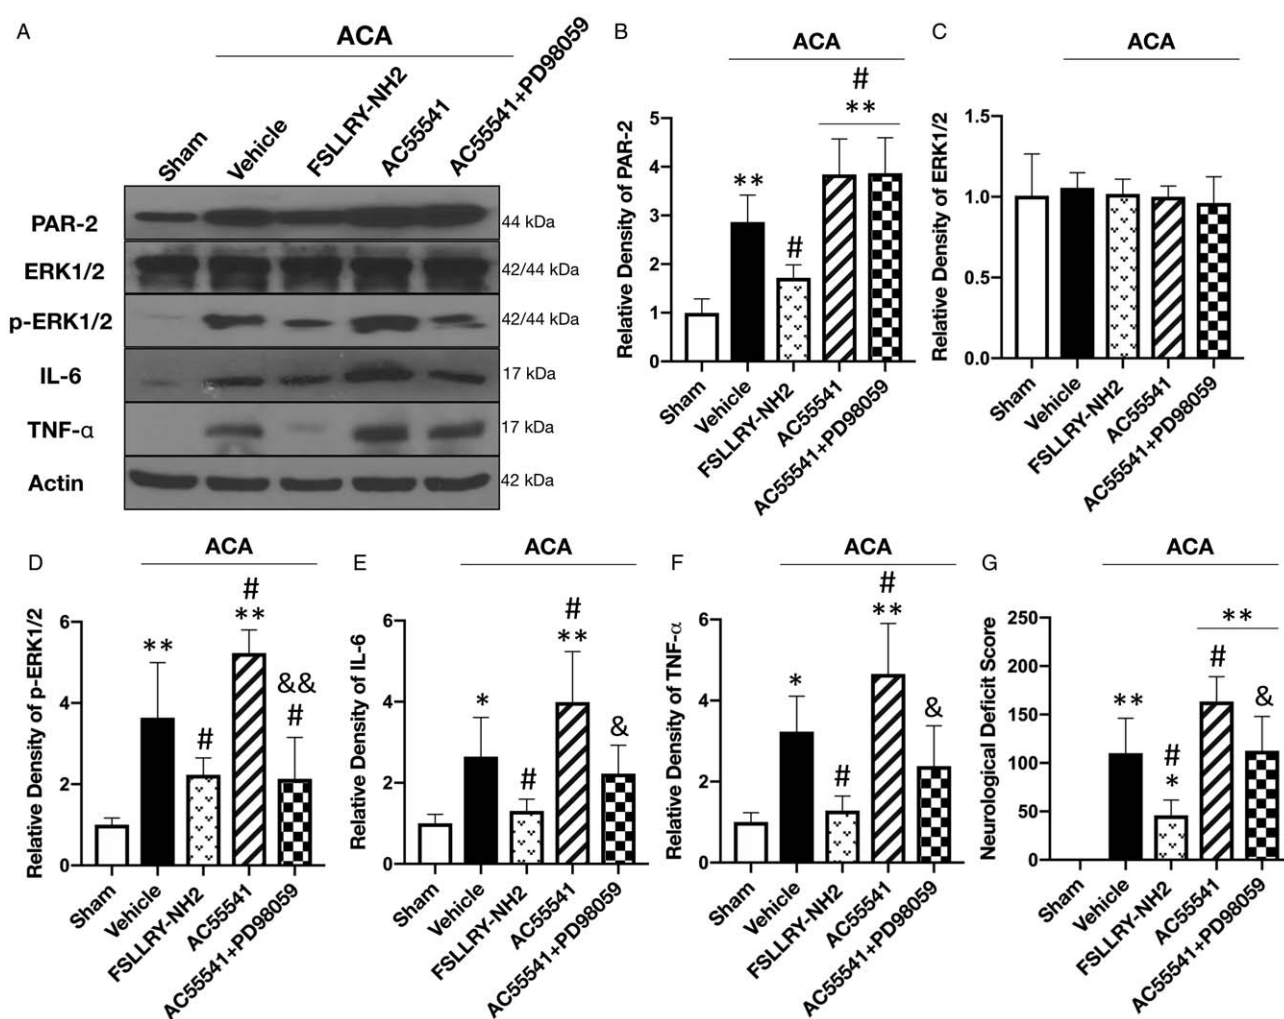 A
ACA
Sham
Vehicle
FSLLRY-NH2
AC55541
AC55541+PD98059
PAR-2
44 kDa
ERK1/2
42/44 kDa
p-ERK1/2
42/44 kDa
IL-6
17 kDa
TNF-α
17 kDa
Actin
42 kDa
B
ACA
#
**
**
#
Relative Density of PAR-2
5
4
3
2
1
0
Sham
Vehicle
FSLLRY-NH2
AC55541
AC55541+PD98059
C
ACA
Relative Density of ERK1/2
1.5
1.0
0.5
0.0
Sham
Vehicle
FSLLRY-NH2
AC55541
AC55541+PD98059
D
ACA
#
**
**
&&
#
#
Relative Density of p-ERK1/2
6
4
2
0
Sham
Vehicle
FSLLRY-NH2
AC55541
AC55541+PD98059
E
ACA
#
**
*
&
#
Relative Density of IL-6
6
4
2
0
Sham
Vehicle
FSLLRY-NH2
AC55541
AC55541+PD98059
F
ACA
#
**
*
&
#
Relative Density of TNF-α
6
4
2
0
Sham
Vehicle
FSLLRY-NH2
AC55541
AC55541+PD98059
G
ACA
**
#
**
&
#
*
Neurological Deficit Score
250
200
150
100
50
0
Sham
Vehicle
FSLLRY-NH2
AC55541
AC55541+PD98059